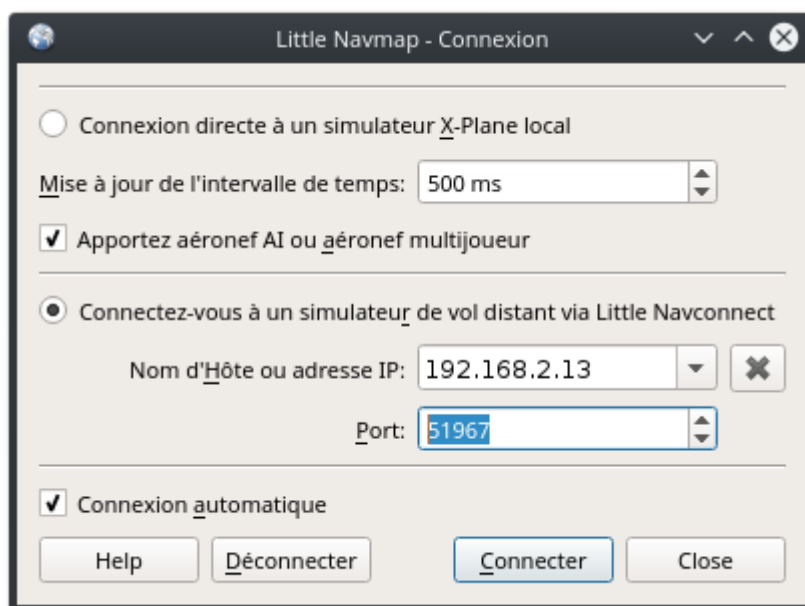 Little Navmap - Connexion
Connexion directe à un simulateur X-Plane local
Mise à jour de l'intervalle de temps: 500 ms
Apportez aéronef AI ou aéronef multijoueur
Connectez-vous à un simulateur de vol distant via Little Navconnect
Nom d'Hôte ou adresse IP: 192.168.2.13
Port: 51967
Connexion automatique
Help Déconnecter Connecter Close